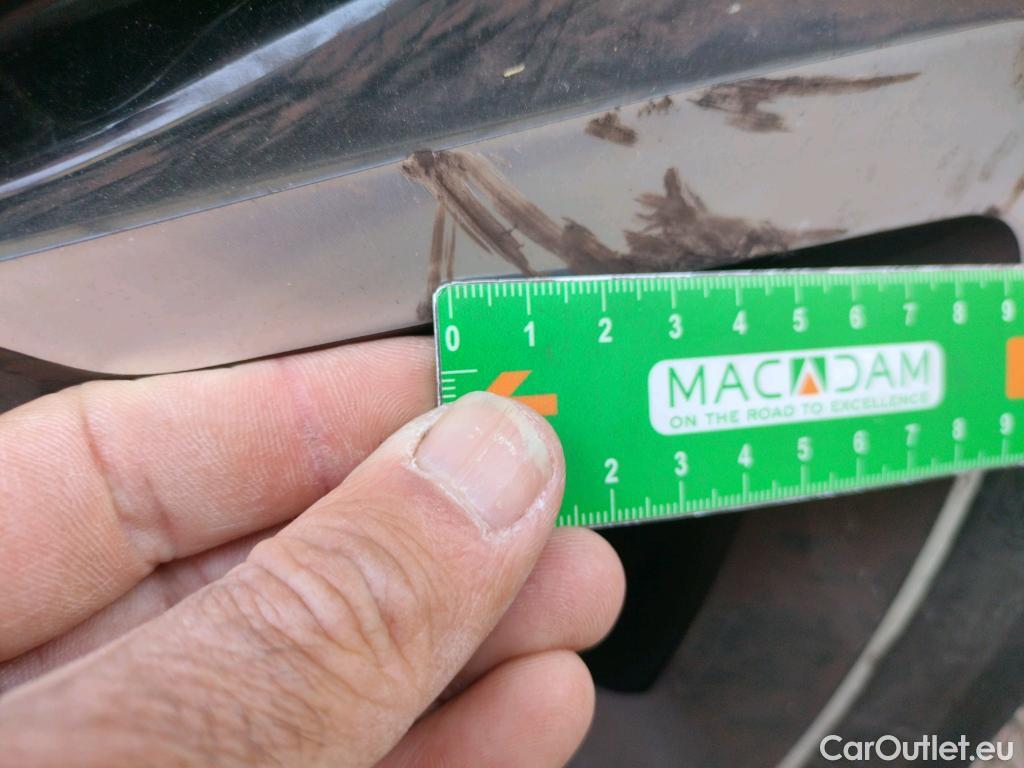 0 1 2 3 4 5 6 7 8 9
MACADAM
ON THE ROAD TO EXCELLENCE
2 3 4 5 6 7 8 9
CarOutlet.eu